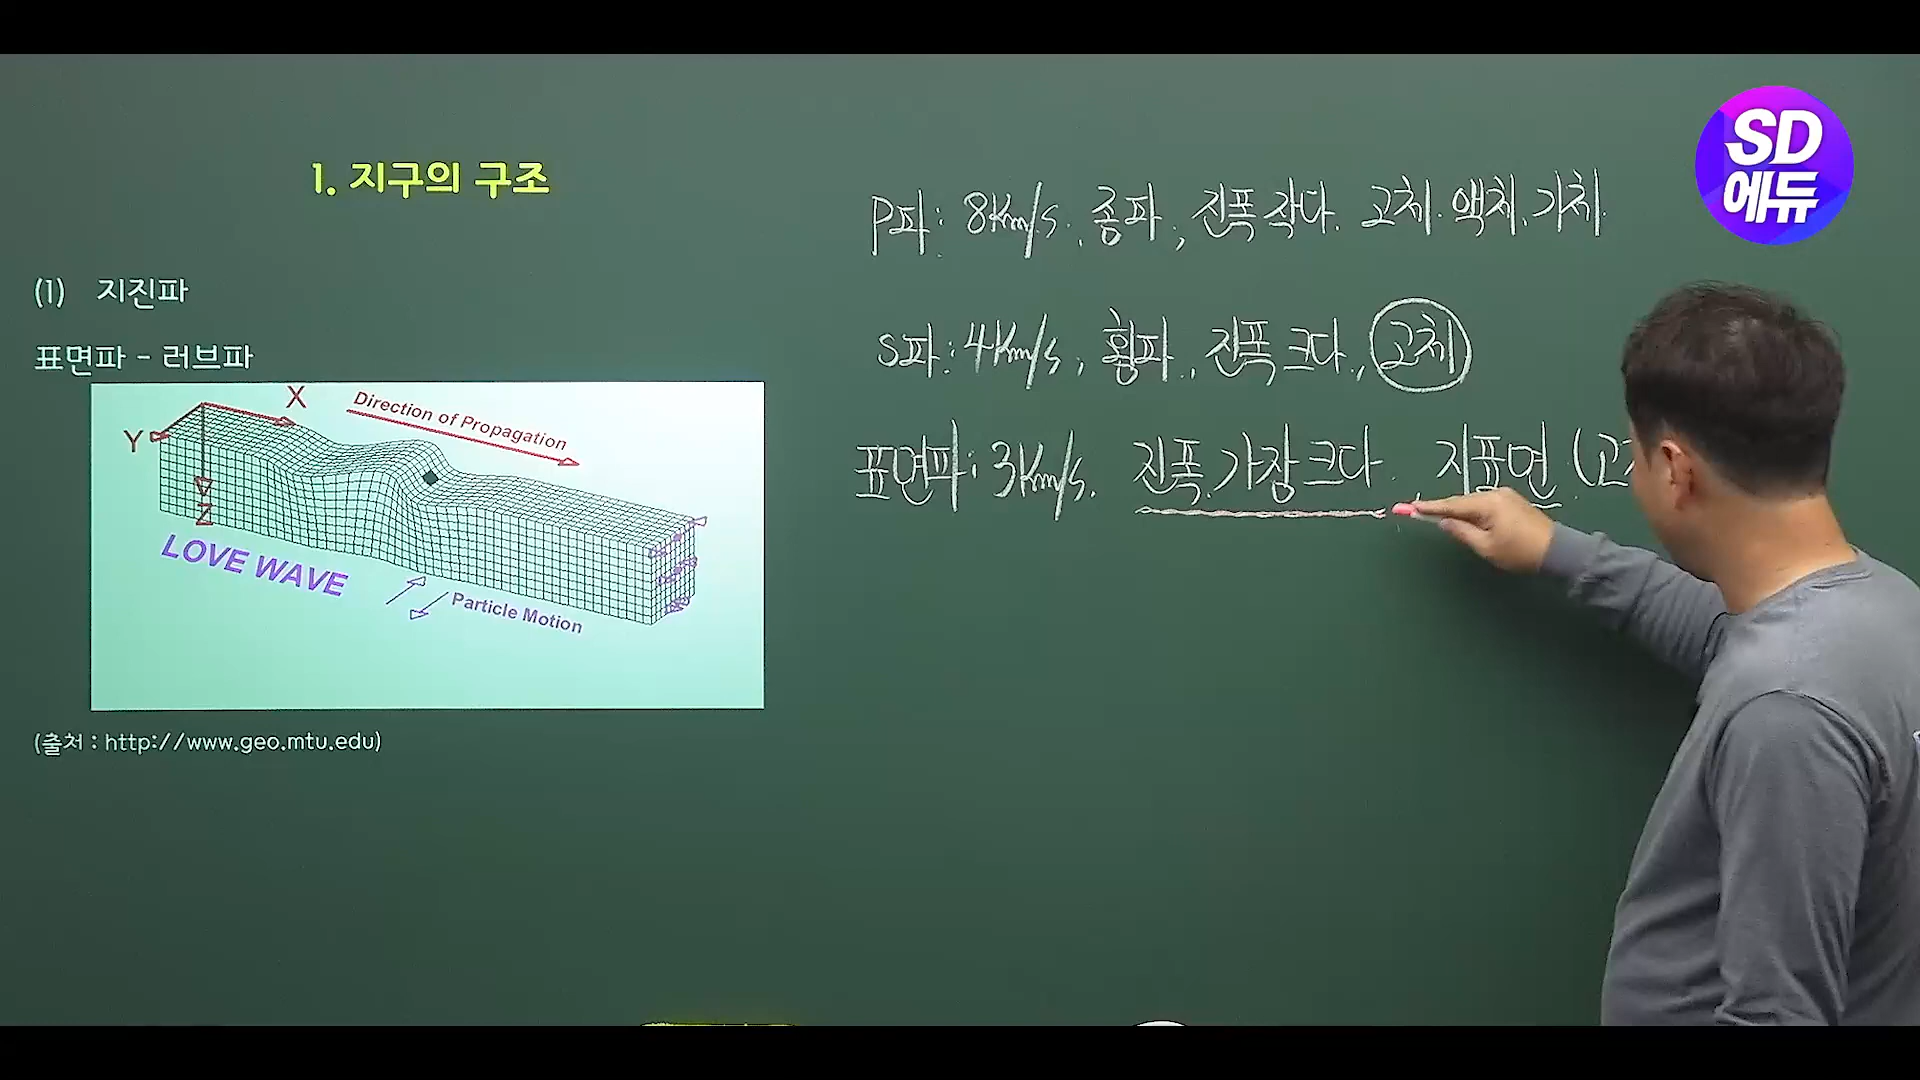 SD
에듀
1. 지구의 구조
(1) 지진파
표면파 - 러브파
X
Y
Z
Direction of Propagation
LOVE WAVE
Particle Motion
(출처 : http://www.geo.mtu.edu)
P파: 8Km/s. 종파, 진폭 작다. 고체. 액체. 기체.
S파: 4Km/s, 횡파, 진폭 크다, 고체
표면파: 3Km/s. 진폭 가장 크다. 지표면 (고